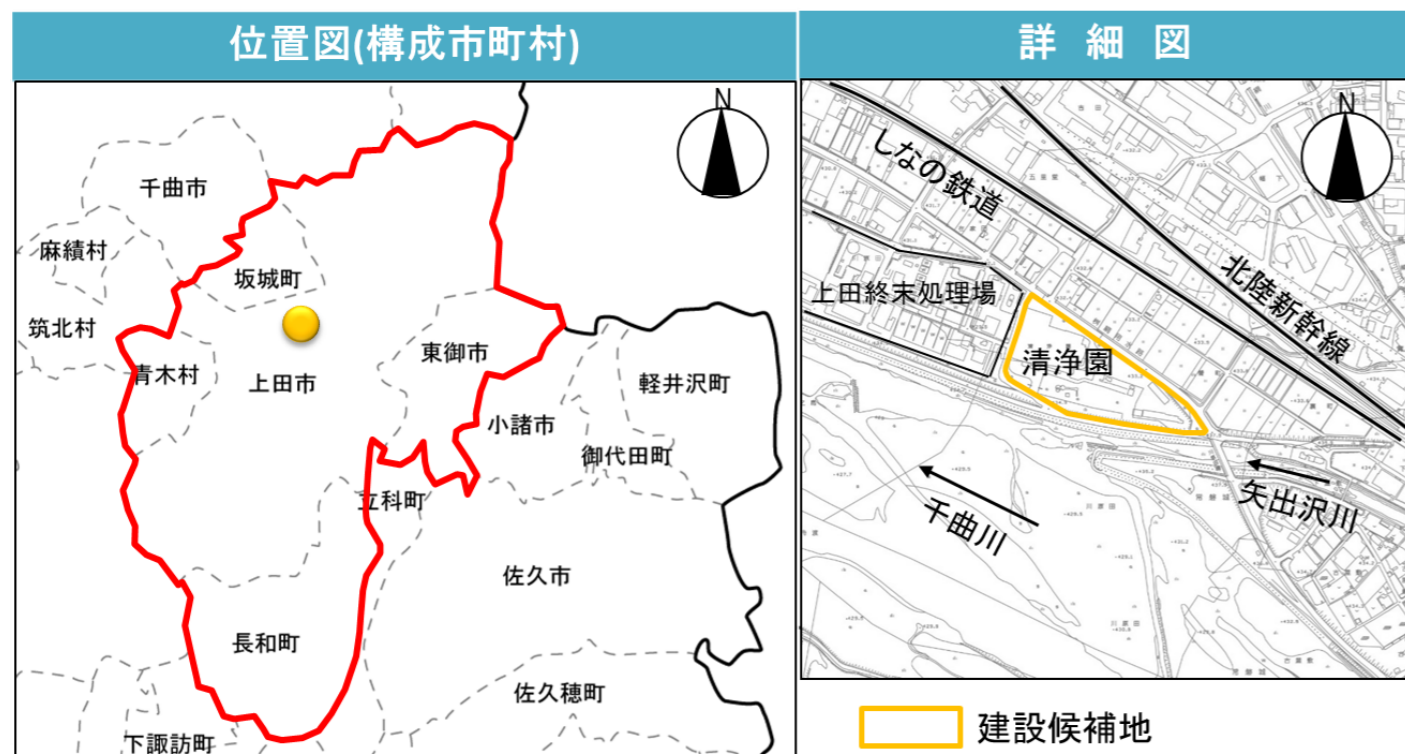 位置図(構成市町村)
詳細図
N
千曲市
麻績村
坂城町
筑北村
青木村
上田市
東御市
軽井沢町
小諸市
御代田町
立科町
佐久市
長和町
佐久穂町
下諏訪町
N
しなの鉄道
北陸新幹線
上田終末処理場
清浄園
矢出沢川
千曲川
建設候補地